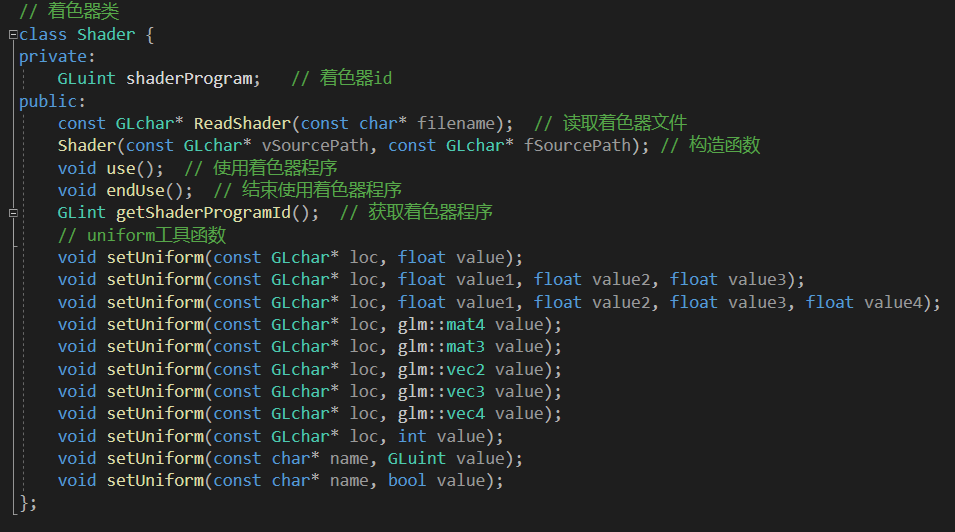 // 着色器类
class Shader {
private:
    GLuint shaderProgram;   // 着色器id
public:
    const GLchar* ReadShader(const char* filename);  // 读取着色器文件
    Shader(const GLchar* vSourcePath, const GLchar* fSourcePath); // 构造函数
    void use();  // 使用着色器程序
    void endUse();  // 结束使用着色器程序
    GLint getShaderProgramId();  // 获取着色器程序
    // uniform工具函数
    void setUniform(const GLchar* loc, float value);
    void setUniform(const GLchar* loc, float value1, float value2, float value3);
    void setUniform(const GLchar* loc, float value1, float value2, float value3, float value4);
    void setUniform(const GLchar* loc, glm::mat4 value);
    void setUniform(const GLchar* loc, glm::mat3 value);
    void setUniform(const GLchar* loc, glm::vec2 value);
    void setUniform(const GLchar* loc, glm::vec3 value);
    void setUniform(const GLchar* loc, glm::vec4 value);
    void setUniform(const GLchar* loc, int value);
    void setUniform(const char* name, GLuint value);
    void setUniform(const char* name, bool value);
};